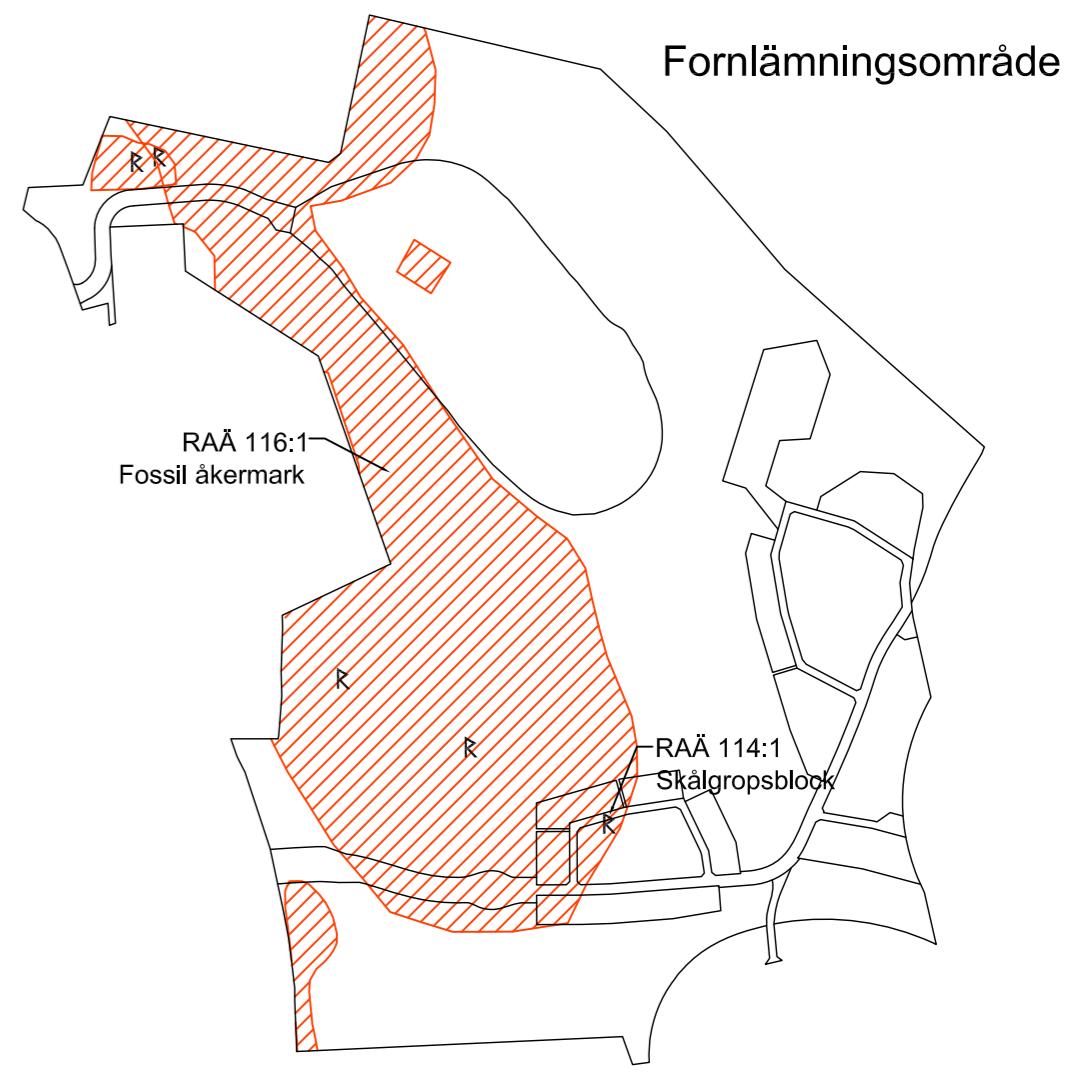 Fornlämningsområde
R R
RAÄ 116:1
Fossil åkermark
R
R
RAÄ 114:1
Skålgropsblock
R